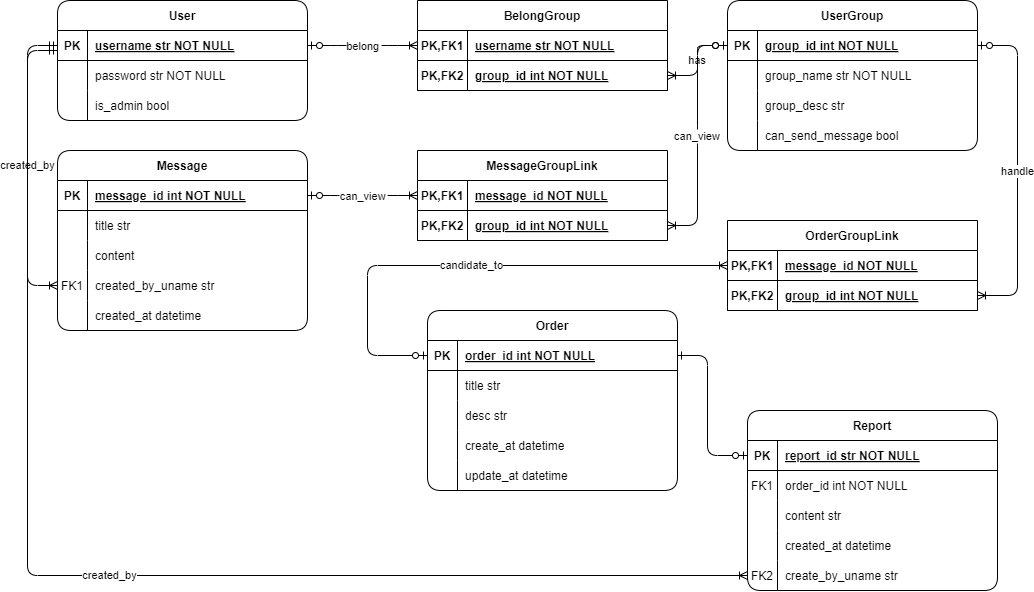 User
PK username str NOT NULL
password str NOT NULL
is_admin bool
belong
BelongGroup
PK,FK1 username str NOT NULL
PK,FK2 group_id int NOT NULL
has
UserGroup
PK group_id int NOT NULL
group_name str NOT NULL
group_desc str
can_send_message bool
can_view
handle
created_by
Message
PK message_id int NOT NULL
title str
content
FK1 created_by_uname str
created_at datetime
can_view
MessageGroupLink
PK,FK1 message_id NOT NULL
PK,FK2 group_id int NOT NULL
OrderGroupLink
PK,FK1 message_id NOT NULL
PK,FK2 group_id int NOT NULL
candidate_to
Order
PK order_id int NOT NULL
title str
desc str
create_at datetime
update_at datetime
Report
PK report_id str NOT NULL
FK1 order_id int NOT NULL
content str
created_at datetime
FK2 create_by_uname str
created_by